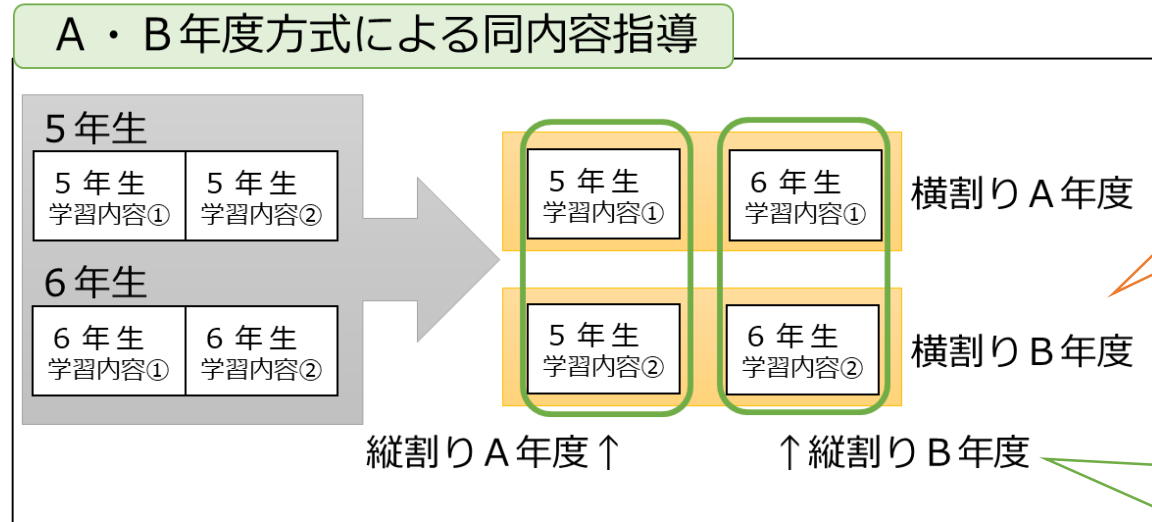 A・B年度方式による同内容指導
5年生
5年生 5年生
学習内容① 学習内容②
6年生
6年生 6年生
学習内容① 学習内容②
5年生 6年生
学習内容① 学習内容①
横割りA年度
5年生 6年生
学習内容② 学習内容②
横割りB年度
縦割りA年度↑ ↑縦割りB年度